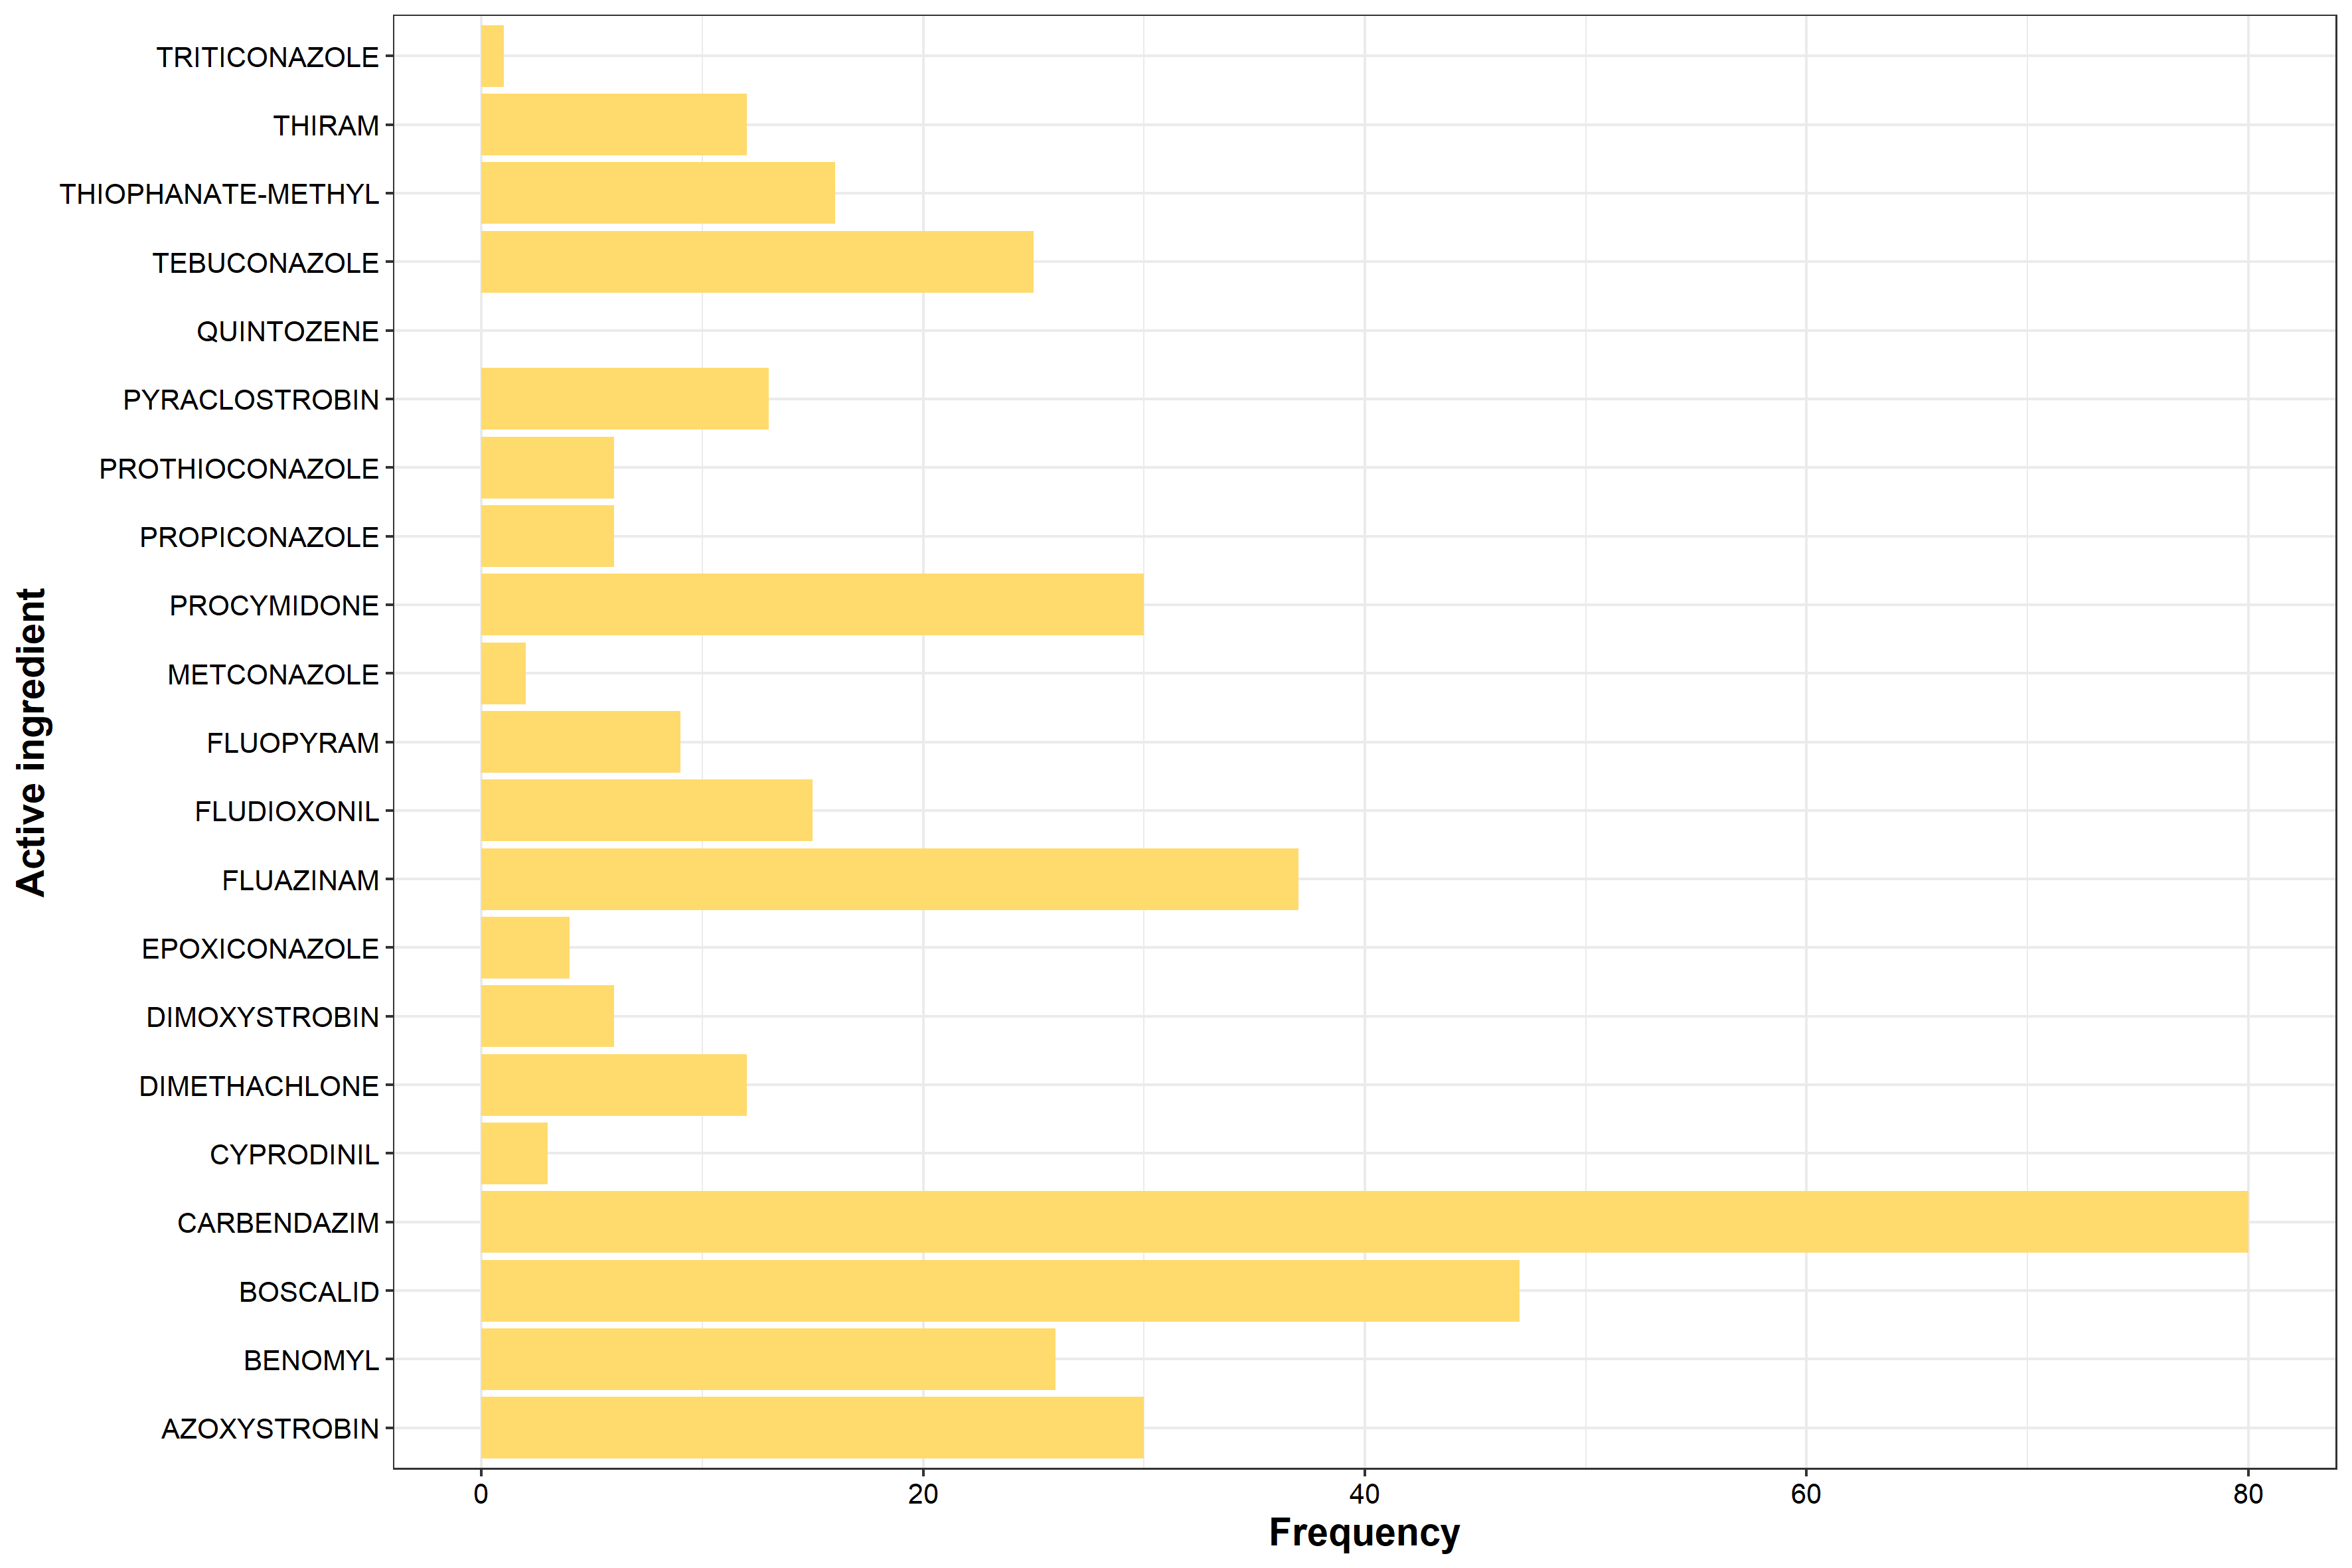 TRITICONAZOLE
THIRAM
THIOPHANATE-METHYL
TEBUCONAZOLE
QUINTOZENE
PYRACLOSTROBIN
PROTHIOCONAZOLE
PROPICONAZOLE
PROCYMIDONE
METCONAZOLE
FLUOPYRAM
FLUDIOXONIL
FLUAZINAM
EPOXICONAZOLE
DIMOXYSTROBIN
DIMETHACHLONE
CYPRODINIL
CARBENDAZIM
BOSCALID
BENOMYL
AZOXYSTROBIN
Active ingredient
0 20 40 60 80
Frequency